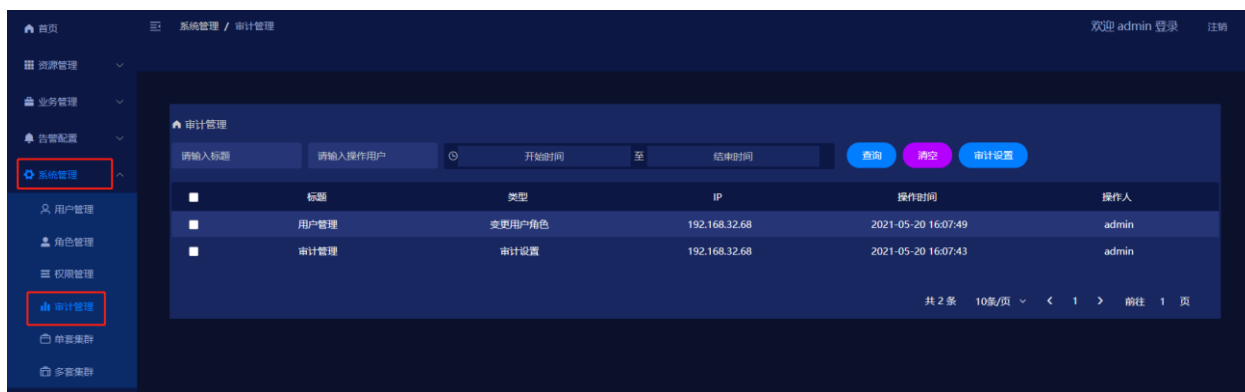 首页
系统管理 / 审计管理
欢迎 admin 登录 注销
资源管理
业务管理
告警配置
系统管理
用户管理
角色管理
权限管理
审计管理
单套集群
多套集群
审计管理
请输入标题 请输入操作用户 开始时间 至 结束时间 查询 清空 审计设置
标题 类型 IP 操作时间 操作人
用户管理 变更用户角色 192.168.32.68 2021-05-20 16:07:49 admin
审计管理 审计设置 192.168.32.68 2021-05-20 16:07:43 admin
共 2 条 10条/页 1 前往 1 页